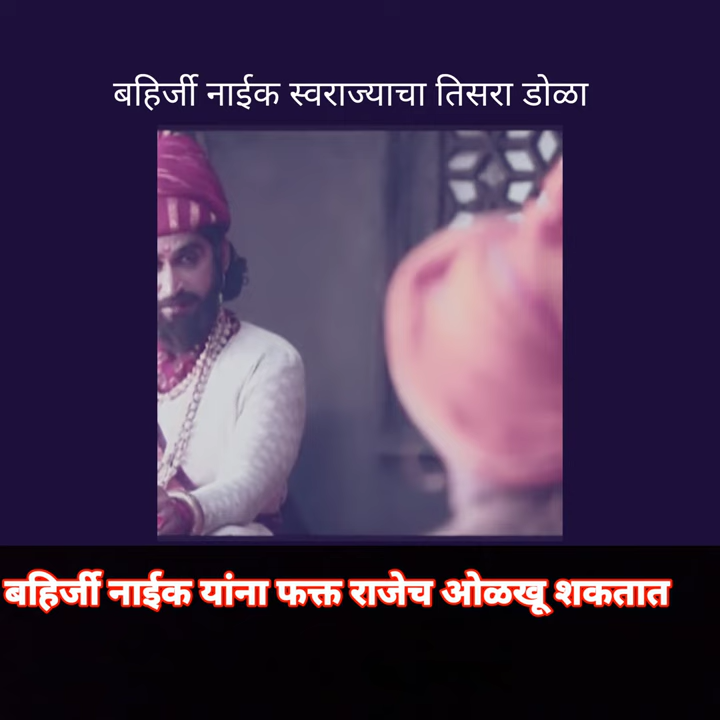 बहिर्जी नाईक स्वराज्याचा तिसरा डोळा
बहिर्जी नाईक यांना फक्त राजेच ओळखू शकतात